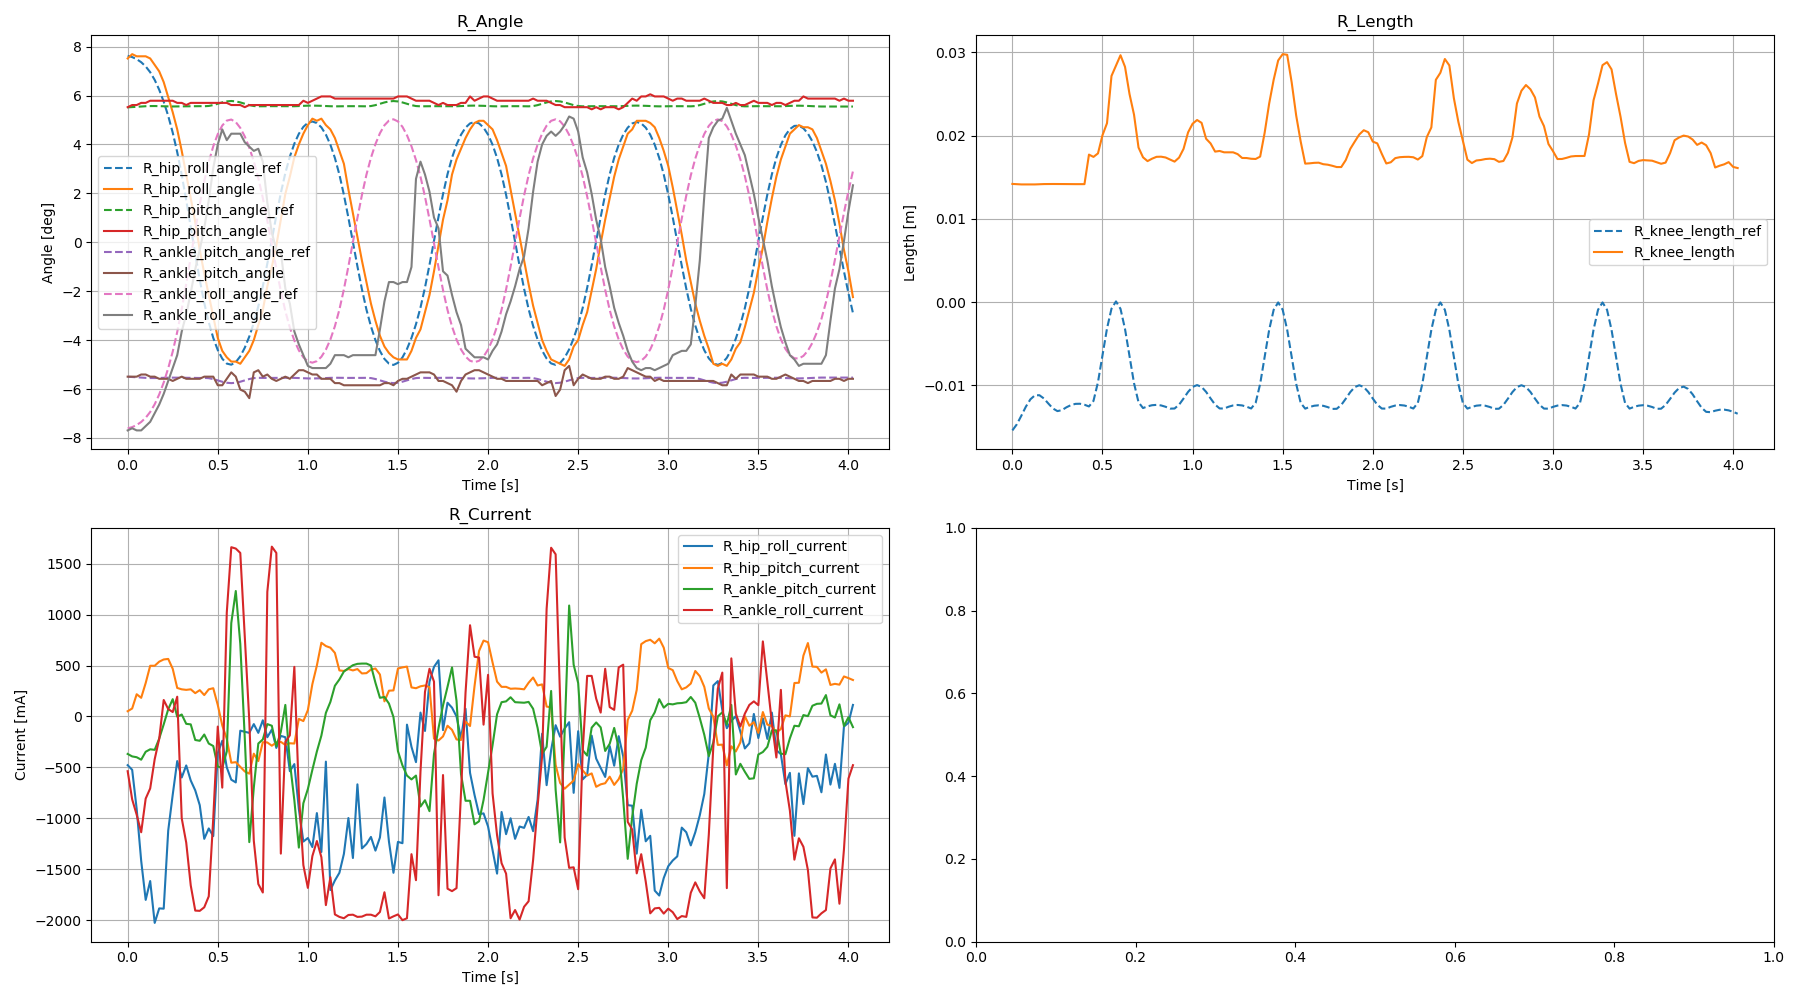 R_Angle
8
6
4
2
0
−2
−4
−6
−8
Angle [deg]
R_hip_roll_angle_ref
R_hip_roll_angle
R_hip_pitch_angle_ref
R_hip_pitch_angle
R_ankle_pitch_angle_ref
R_ankle_pitch_angle
R_ankle_roll_angle_ref
R_ankle_roll_angle
0.0 0.5 1.0 1.5 2.0 2.5 3.0 3.5 4.0
Time [s]
R_Length
0.03
0.02
0.01
0.00
−0.01
Length [m]
R_knee_length_ref
R_knee_length
0.0 0.5 1.0 1.5 2.0 2.5 3.0 3.5 4.0
Time [s]
R_Current
1500
1000
500
0
−500
−1000
−1500
−2000
Current [mA]
R_hip_roll_current
R_hip_pitch_current
R_ankle_pitch_current
R_ankle_roll_current
0.0 0.5 1.0 1.5 2.0 2.5 3.0 3.5 4.0
Time [s]
1.0
0.8
0.6
0.4
0.2
0.0
0.0 0.2 0.4 0.6 0.8 1.0